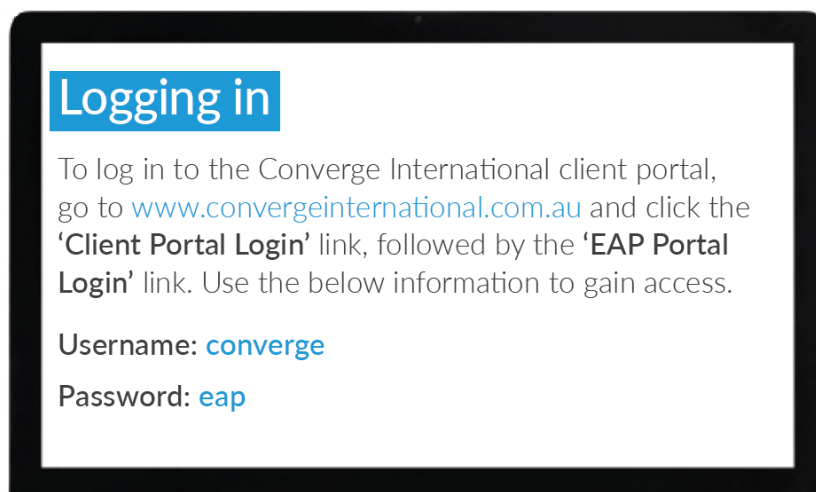 Logging in
To log in to the Converge International client portal,
go to www.convergeinternational.com.au and click the
‘Client Portal Login’ link, followed by the ‘EAP Portal
Login’ link. Use the below information to gain access.
Username: converge
Password: eap